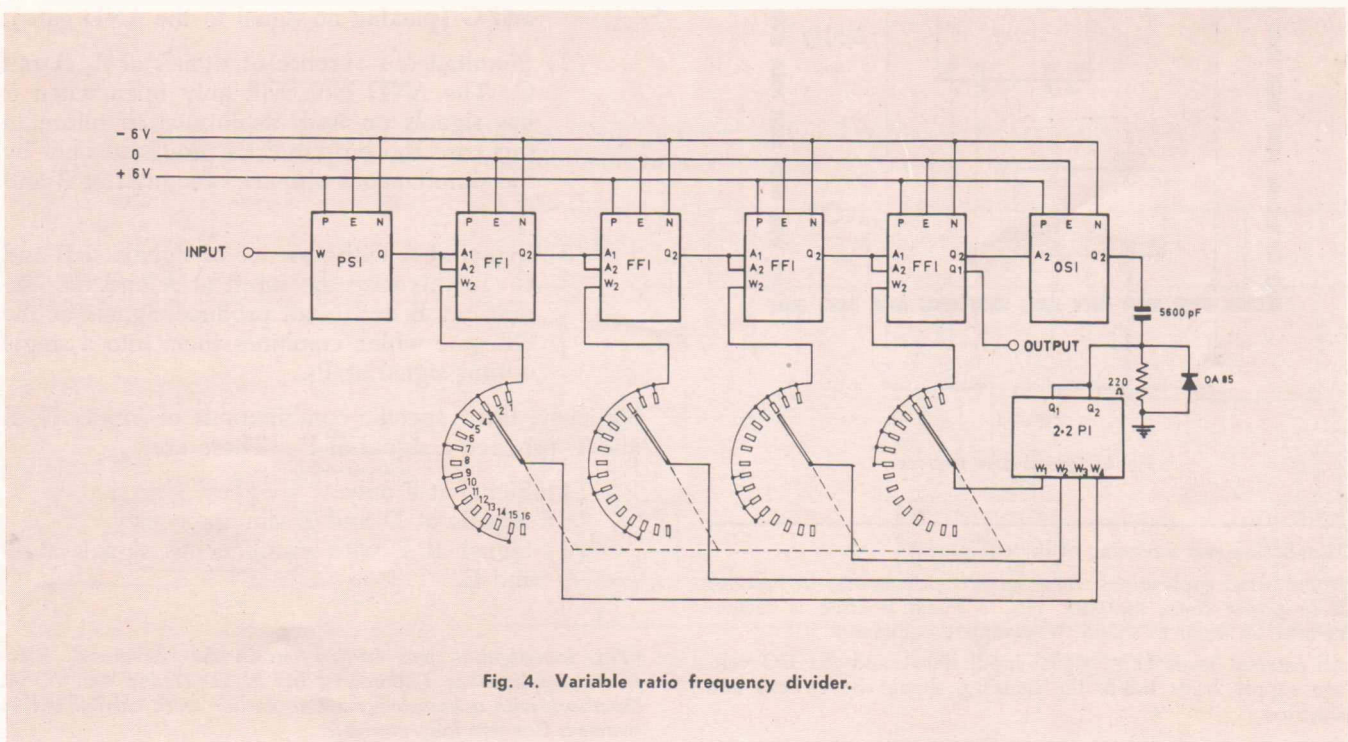 - 6 V
0
+ 6 V
P E N
P E N
P E N
P E N
P E N
P E N
INPUT
W PS1 Q
A1 A2 W2 FF1 Q2
A1 A2 W2 FF1 Q2
A1 A2 W2 FF1 Q2
A1 A2 W2 FF1 Q2 Q1
A2 OS1 Q2
5600 pF
OUTPUT
220 Ω
OA 85
Q1 Q2
2·2 P1
W1 W2 W3 W4
1
2
3
4
5
6
7
8
9
10
11
12
13
14
15
16
Fig. 4. Variable ratio frequency divider.